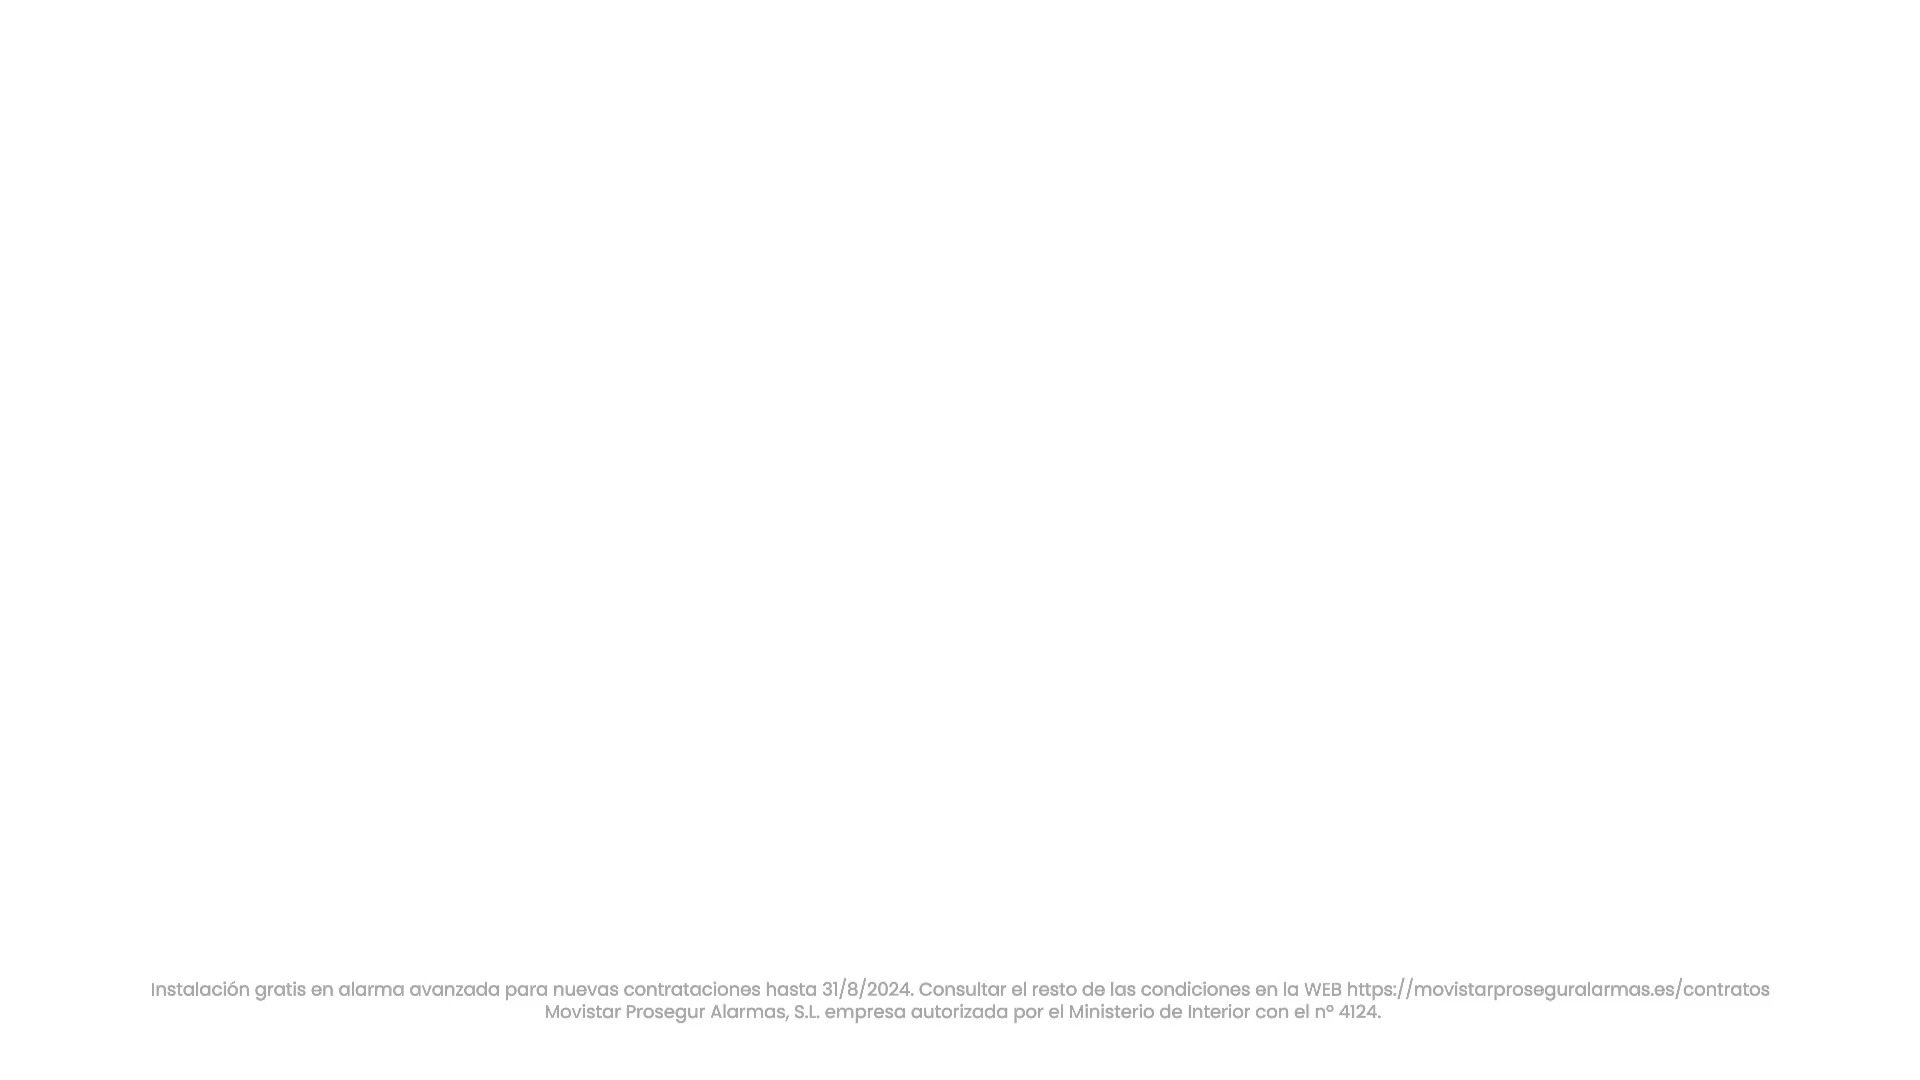 Instalación gratis en alarma avanzada para nuevas contrataciones hasta 31/8/2024. Consultar el resto de las condiciones en la WEB https://movistarproseguralarmas.es/contratos
Movistar Prosegur Alarmas, S.L. empresa autorizada por el Ministerio de Interior con el nº 4124.